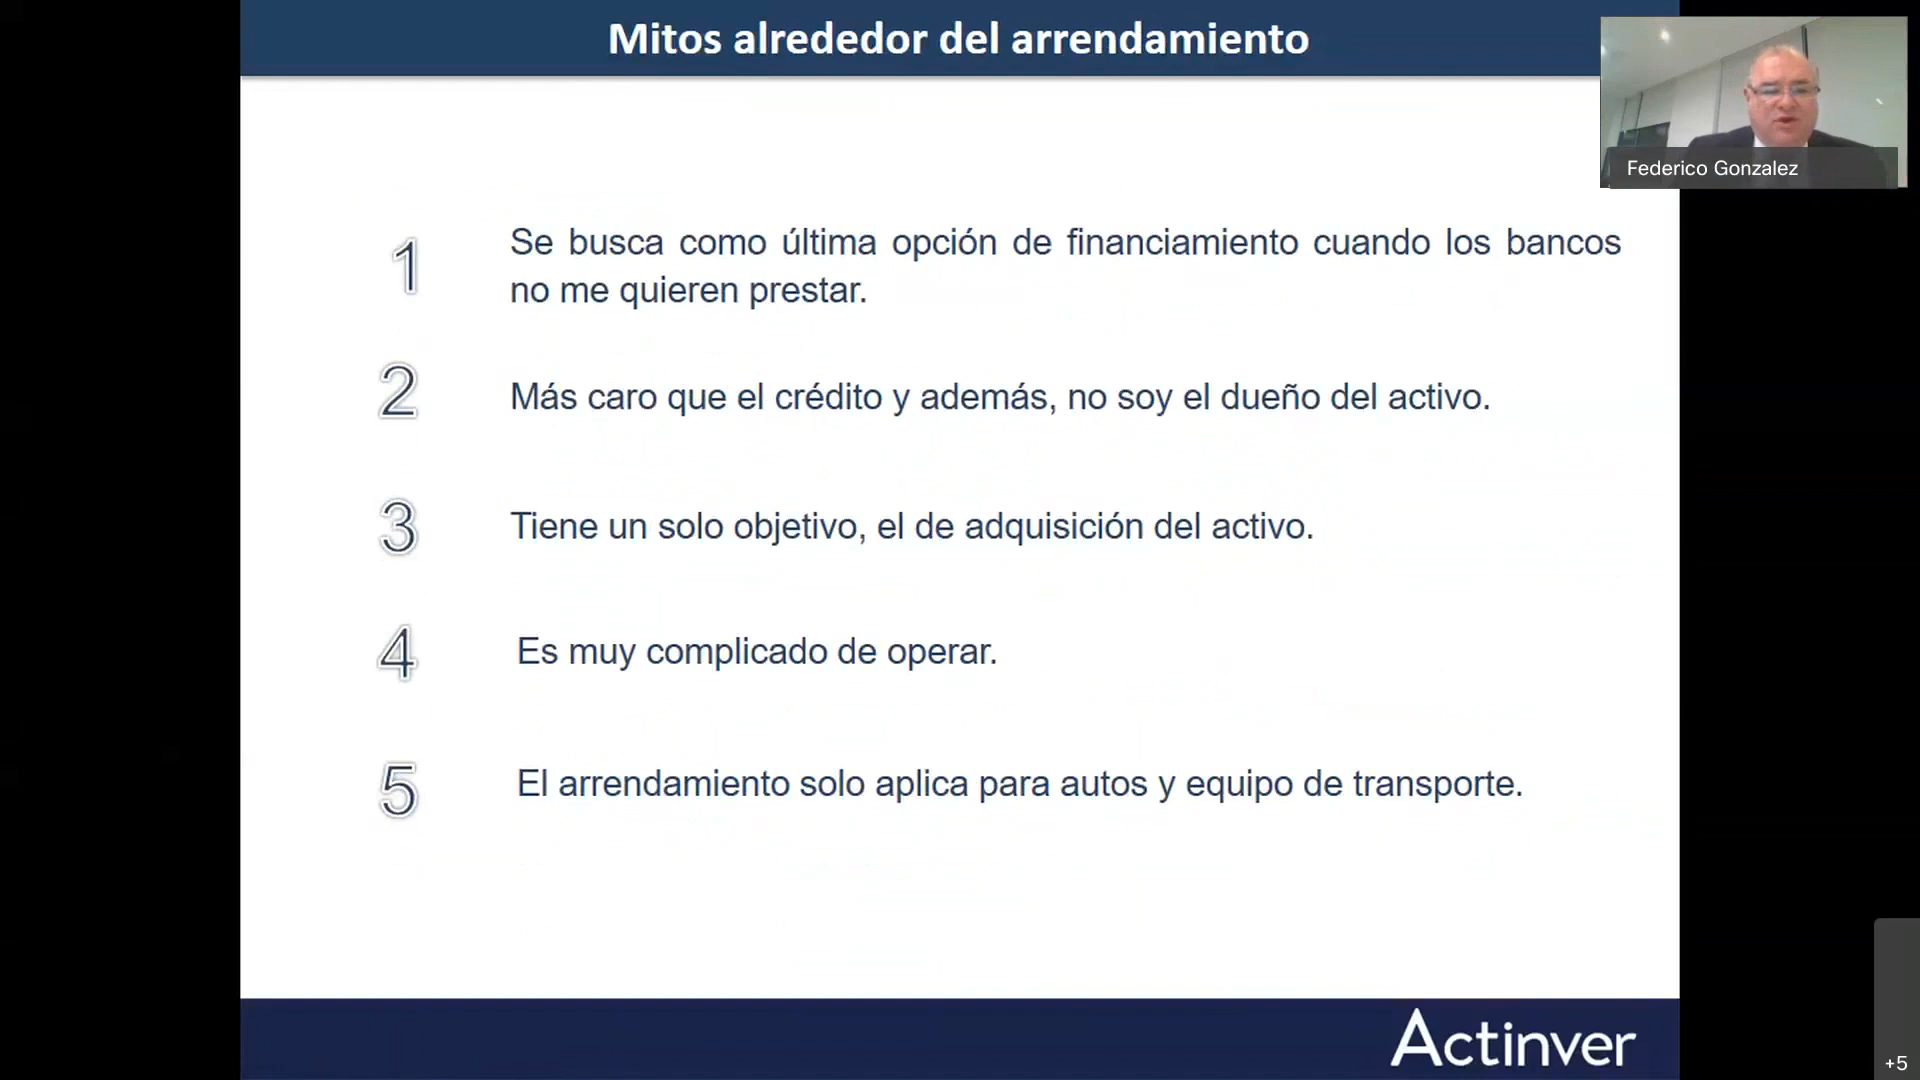 Mitos alrededor del arrendamiento
Federico Gonzalez
1
Se busca como última opción de financiamiento cuando los bancos
no me quieren prestar.
2
Más caro que el crédito y además, no soy el dueño del activo.
3
Tiene un solo objetivo, el de adquisición del activo.
4
Es muy complicado de operar.
5
El arrendamiento solo aplica para autos y equipo de transporte.
Actinver
+5